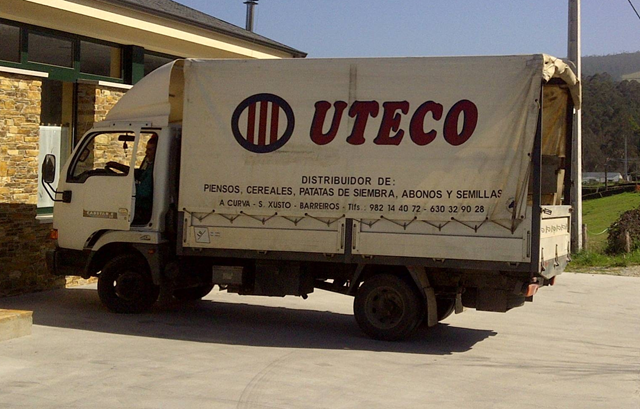 UTECO
DISTRIBUIDOR DE:
PIENSOS, CEREALES, PATATAS DE SIEMBRA, ABONOS Y SEMILLAS
A CURVA - S. XUSTO - BARREIROS - Tlfs.. 982 14 40 72 - 630 32 90 28